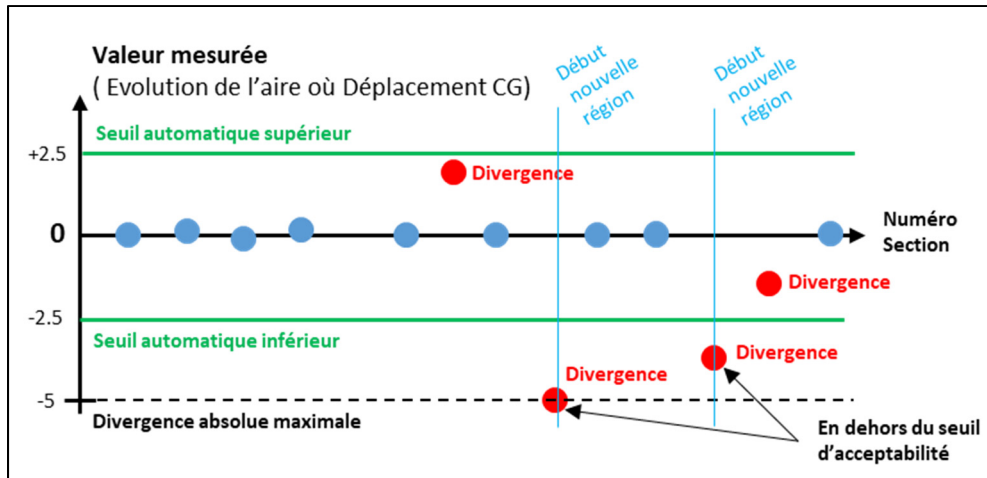 Valeur mesurée
( Evolution de l'aire où Déplacement CG)
Début
nouvelle
région
Début
nouvelle
région
Seuil automatique supérieur
+2.5
Divergence
0
Numéro
Section
Divergence
-2.5
Seuil automatique inférieur
Divergence
Divergence
-5
Divergence absolue maximale
En dehors du seuil
d'acceptabilité